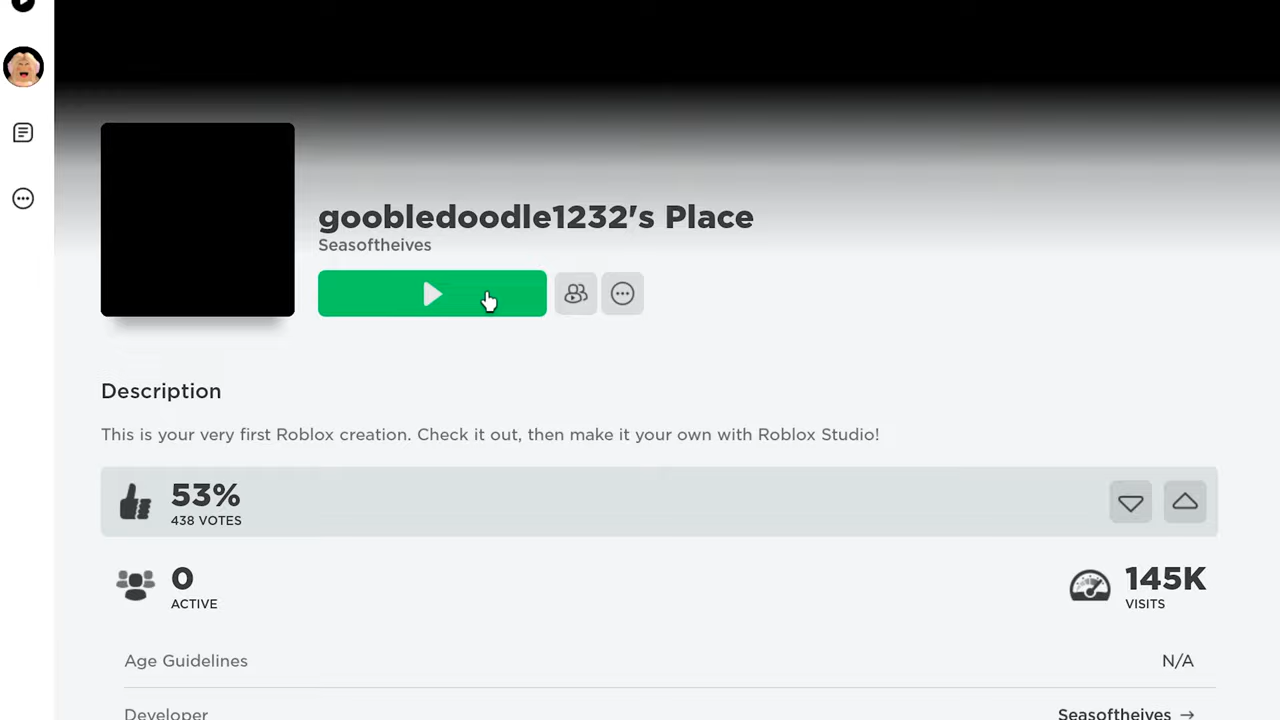 goobledoodle1232's Place
Seasoftheives
Description
This is your very first Roblox creation. Check it out, then make it your own with Roblox Studio!
53%
438 VOTES
0
ACTIVE
145K
VISITS
Age Guidelines
N/A
Developer
Seasoftheives